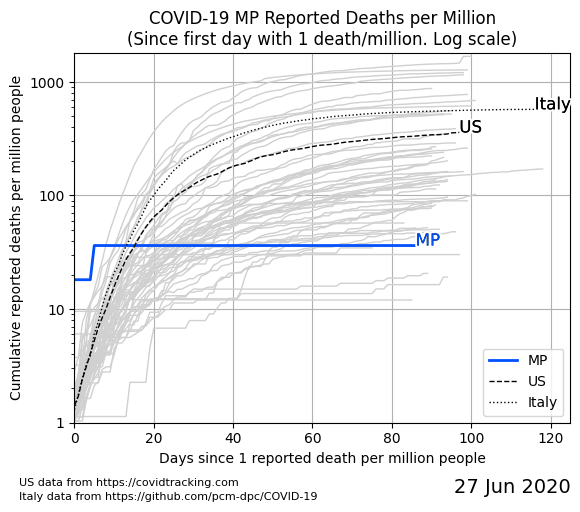 COVID-19 MP Reported Deaths per Million
(Since first day with 1 death/million. Log scale)
Cumulative reported deaths per million people
1000
100
10
1
Italy
US
MP
MP
US
Italy
0 20 40 60 80 100 120
Days since 1 reported death per million people
US data from https://covidtracking.com
Italy data from https://github.com/pcm-dpc/COVID-19
27 Jun 2020